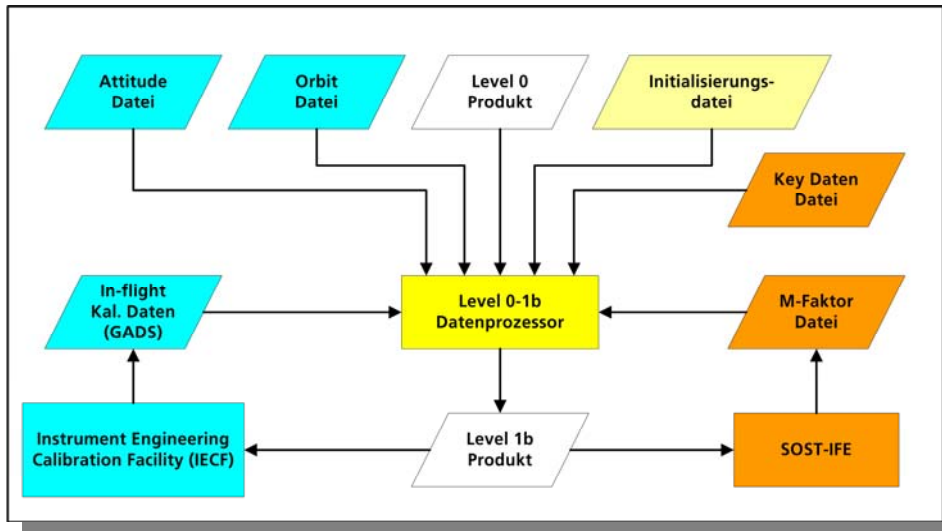 Attitude
Datei
Orbit
Datei
Level 0
Produkt
Initialisierungs-
datei
Key Daten
Datei
In-flight
Kal. Daten
(GADS)
Level 0-1b
Datenprozessor
M-Faktor
Datei
Instrument Engineering
Calibration Facility (IECF)
Level 1b
Produkt
SOST-IFE